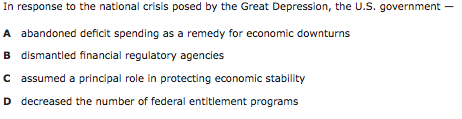 In response to the national crisis posed by the Great Depression, the U.S. government —
A abandoned deficit spending as a remedy for economic downturns
B dismantled financial regulatory agencies
C assumed a principal role in protecting economic stability
D decreased the number of federal entitlement programs